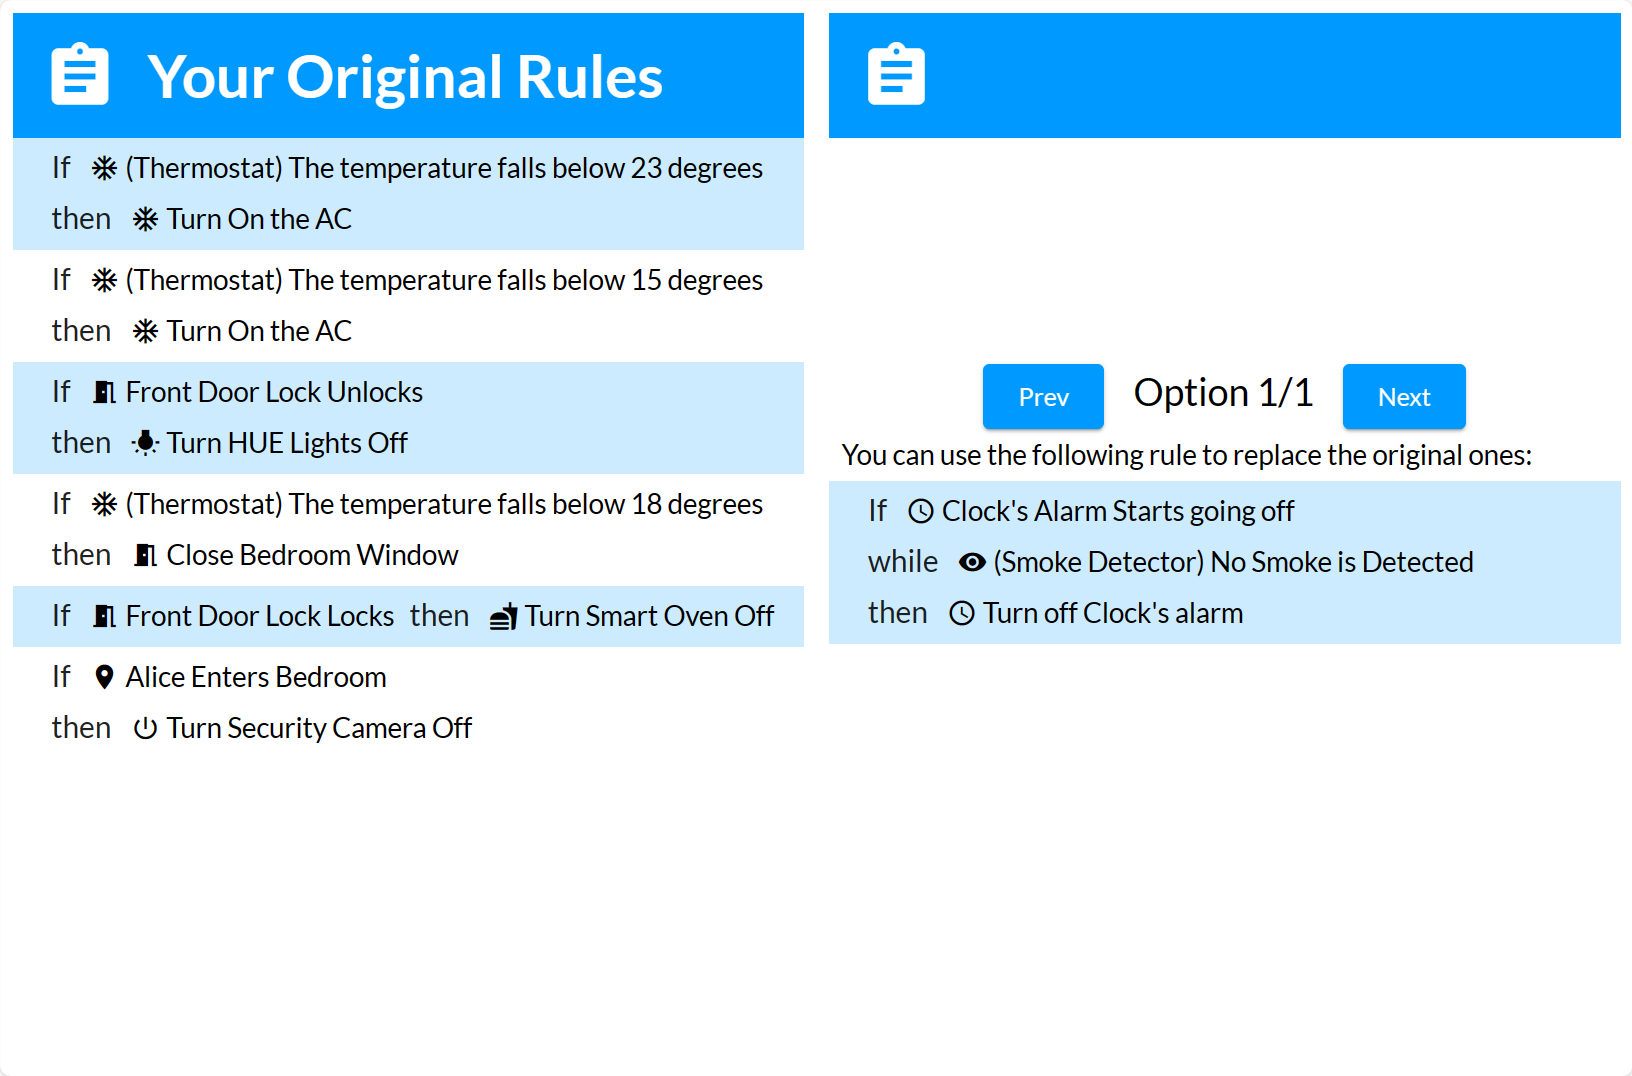 Your Original Rules
If (Thermostat) The temperature falls below 23 degrees
then Turn On the AC
If (Thermostat) The temperature falls below 15 degrees
then Turn On the AC
If Front Door Lock Unlocks
then Turn HUE Lights Off
If (Thermostat) The temperature falls below 18 degrees
then Close Bedroom Window
If Front Door Lock Locks then Turn Smart Oven Off
If Alice Enters Bedroom
then Turn Security Camera Off
Prev Option 1/1 Next
You can use the following rule to replace the original ones:
If Clock's Alarm Starts going off
while (Smoke Detector) No Smoke is Detected
then Turn off Clock's alarm